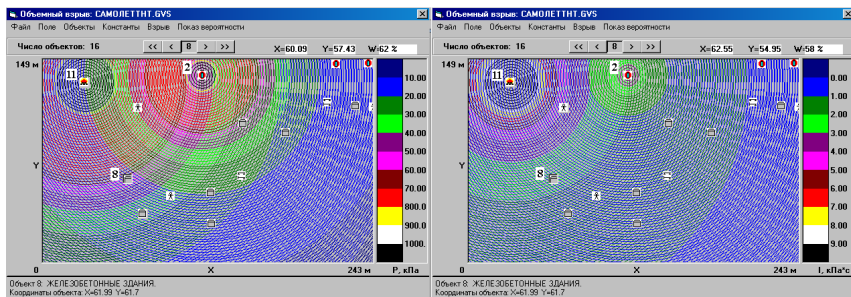 Объемный взрыв: САМОЛЕТТНТ.GVS
Файл Поле Объекты Константы Взрыв Показ вероятности
Число объектов: 16 << < 8 > >> X=60.09 Y=57.43 W=62 %
149 м
11
2
8
Y
10.00
20.00
30.00
40.00
50.00
60.00
70.00
800.0
900.0
1000.
0 X 243 м P, кПа
Объект 8: ЖЕЛЕЗОБЕТОННЫЕ ЗДАНИЯ.
Координаты объекта: X=61.99 Y=61.7
Объемный взрыв: САМОЛЕТТНТ.GVS
Файл Поле Объекты Константы Взрыв Показ вероятности
Число объектов: 16 << < 8 > >> X=62.55 Y=54.95 W=58 %
149 м
11
2
8
Y
0.00
1.00
2.00
3.00
4.00
5.00
6.00
7.00
8.00
9.00
0 X 243 м I, кПа*с
Объект 8: ЖЕЛЕЗОБЕТОННЫЕ ЗДАНИЯ.
Координаты объекта: X=61.99 Y=61.7